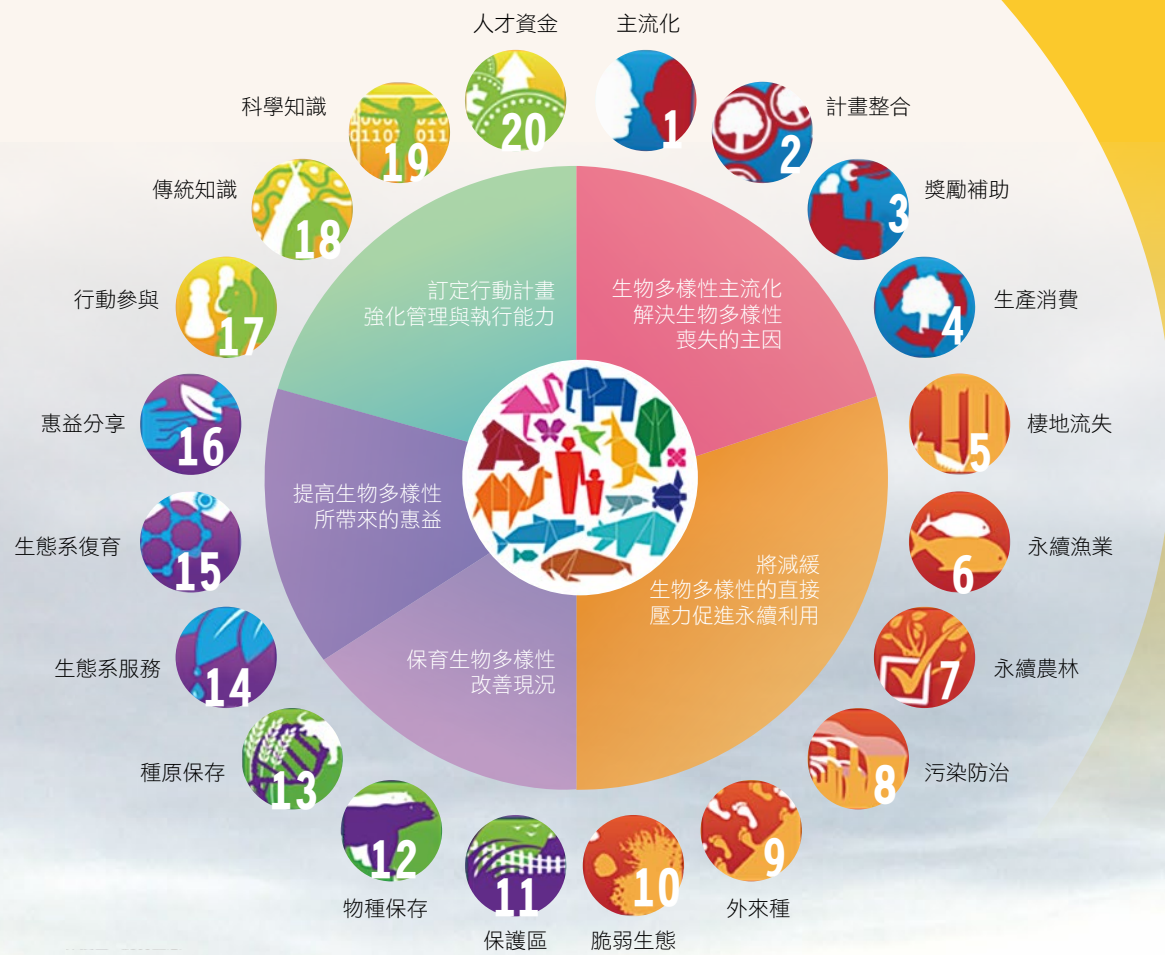 人才資金
20
主流化
1
計畫整合
2
獎勵補助
3
生產消費
4
棲地流失
5
永續漁業
6
永續農林
7
污染防治
8
外來種
9
脆弱生態
10
保護區
11
物種保存
12
種原保存
13
生態系服務
14
生態系復育
15
惠益分享
16
行動參與
17
傳統知識
18
科學知識
19
生物多樣性主流化
解決生物多樣性
喪失的主因
將減緩
生物多樣性的直接
壓力促進永續利用
保育生物多樣性
改善現況
提高生物多樣性
所帶來的惠益
訂定行動計畫
強化管理與執行能力